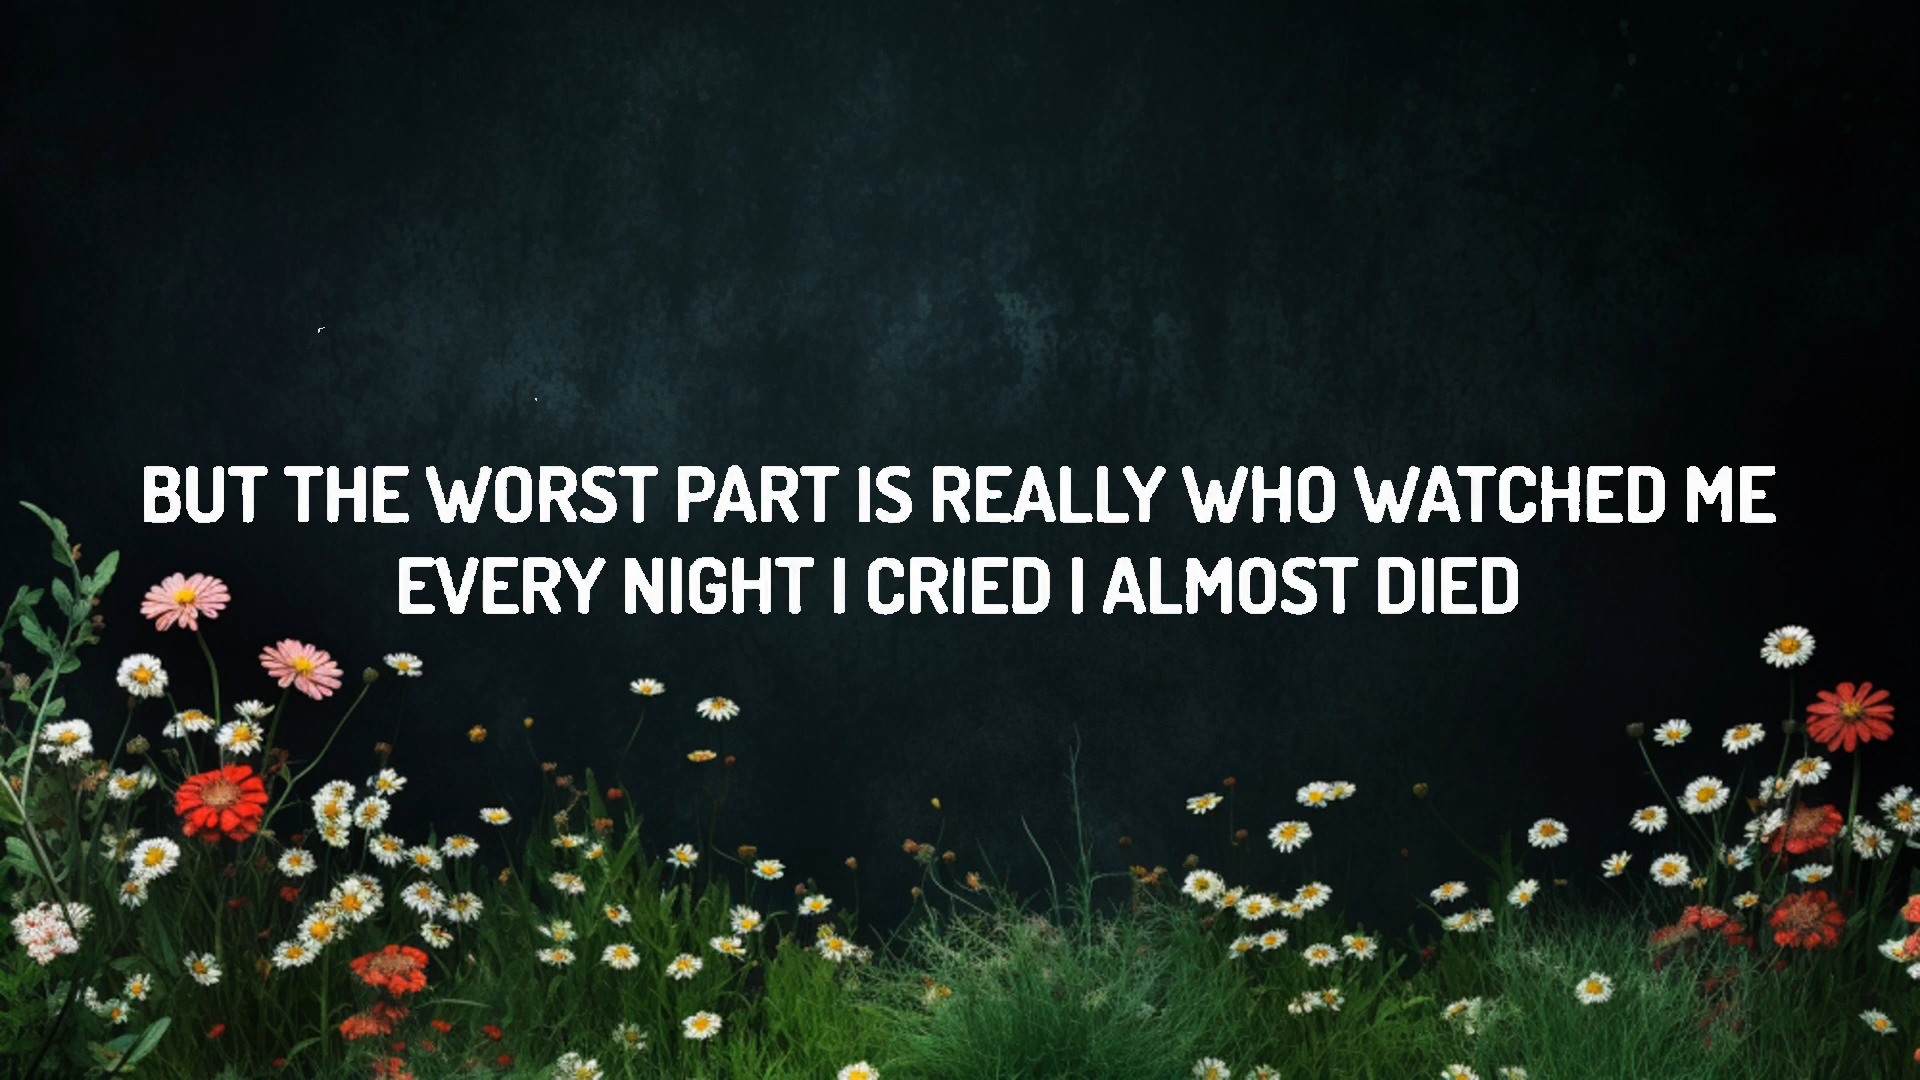 BUT THE WORST PART IS REALLY WHO WATCHED ME
EVERY NIGHT I CRIED I ALMOST DIED